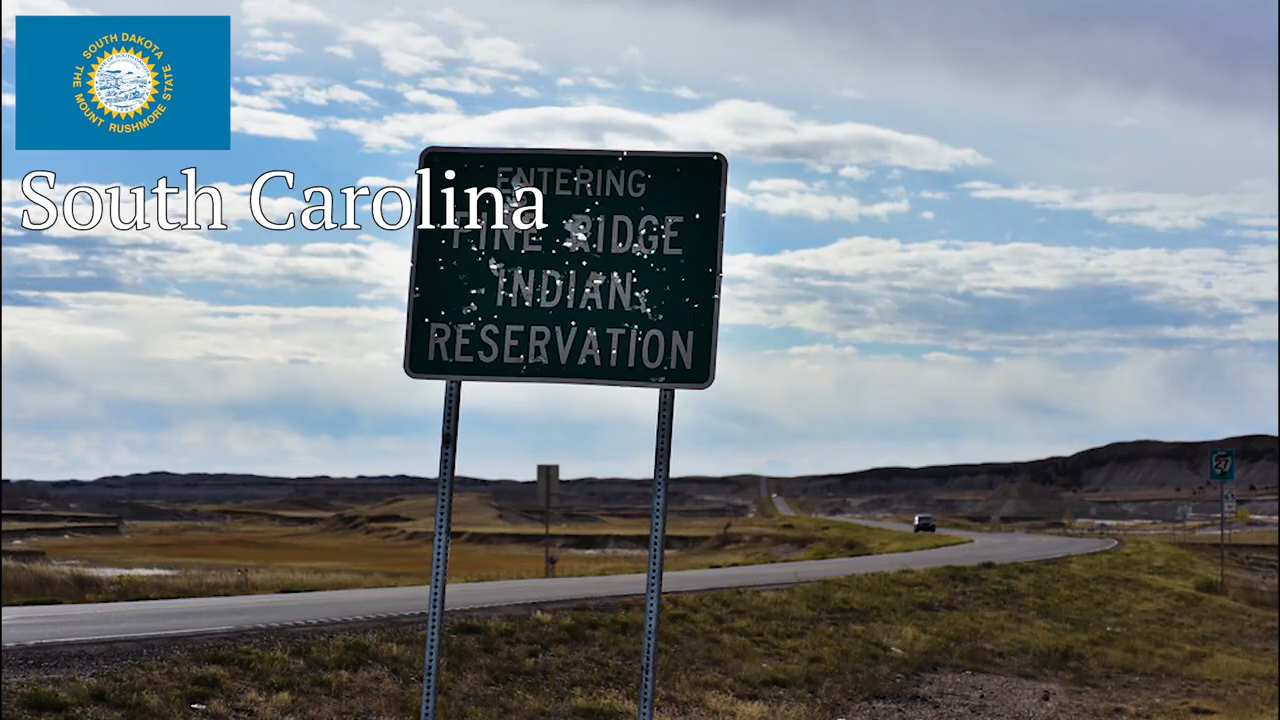 SOUTH DAKOTA
THE MOUNT RUSHMORE STATE
South Carolina
ENTERING
PINE RIDGE
INDIAN
RESERVATION
27